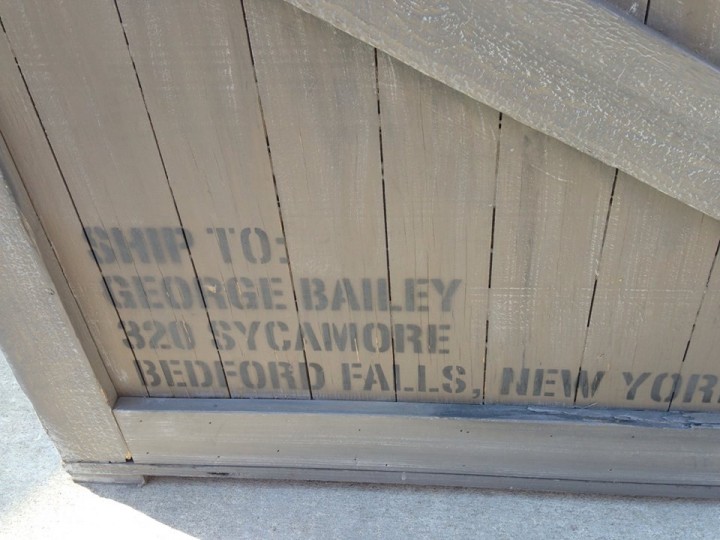 SHIP TO:
GEORGE BAILEY
320 SYCAMORE
BEDFORD FALLS, NEW YOR